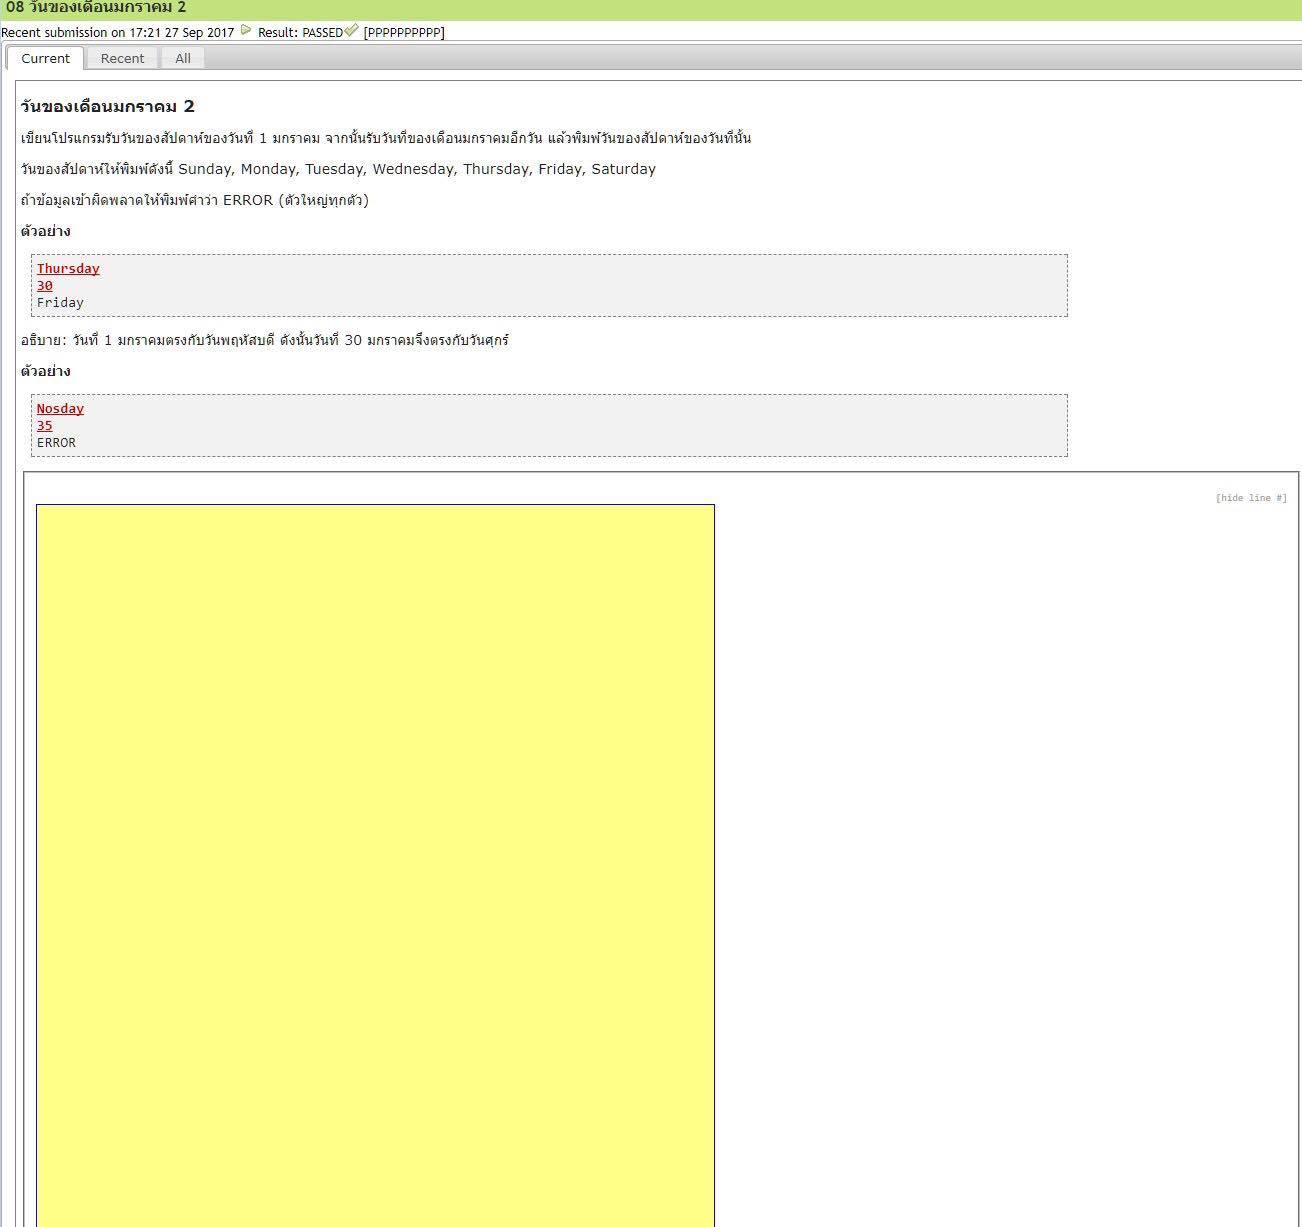 08 วันของเดือนมกราคม 2
Recent submission on 17:21 27 Sep 2017 Result: PASSED [PPPPPPPPPP]
Current Recent All
วันของเดือนมกราคม 2
เขียนโปรแกรมรับวันของสัปดาห์ของวันที่ 1 มกราคม จากนั้นรับวันที่ของเดือนมกราคมอีกวัน แล้วพิมพ์วันของสัปดาห์ของวันที่นั้น
วันของสัปดาห์ให้พิมพ์ดังนี้ Sunday, Monday, Tuesday, Wednesday, Thursday, Friday, Saturday
ถ้าข้อมูลเข้าผิดพลาดให้พิมพ์คำว่า ERROR (ตัวใหญ่ทุกตัว)
ตัวอย่าง
Thursday
30
Friday
อธิบาย: วันที่ 1 มกราคมตรงกับวันพฤหัสบดี ดังนั้นวันที่ 30 มกราคมจึงตรงกับวันศุกร์
ตัวอย่าง
Nosday
35
ERROR
[hide line #]